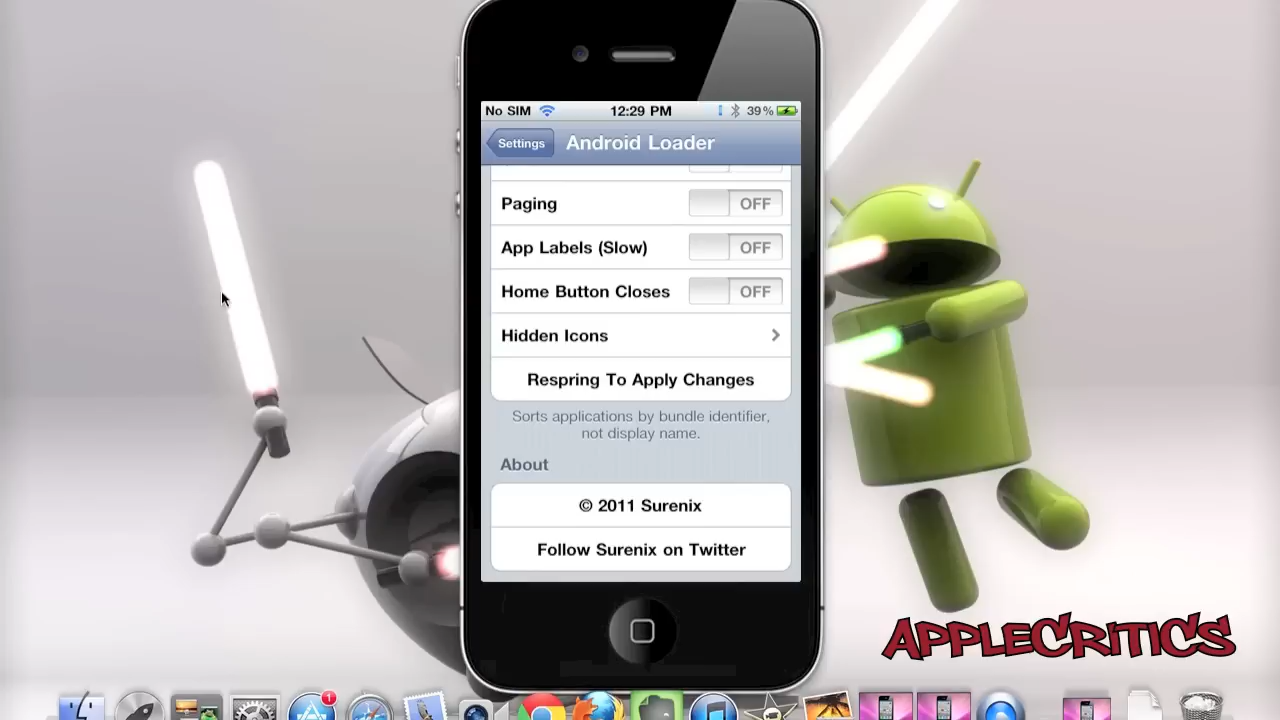 No SIM 12:29 PM 39%
Settings Android Loader
Paging OFF
App Labels (Slow) OFF
Home Button Closes OFF
Hidden Icons
Respring To Apply Changes
Sorts applications by bundle identifier,
not display name.
About
© 2011 Surenix
Follow Surenix on Twitter
APPLECRITICS
1